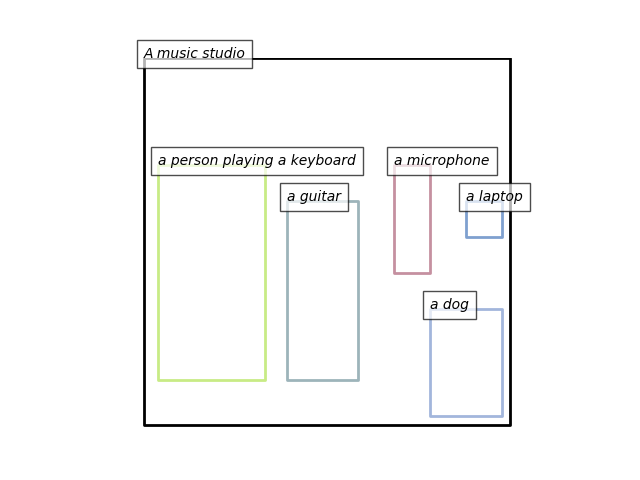 A music studio
a person playing a keyboard
a microphone
a guitar
a laptop
a dog